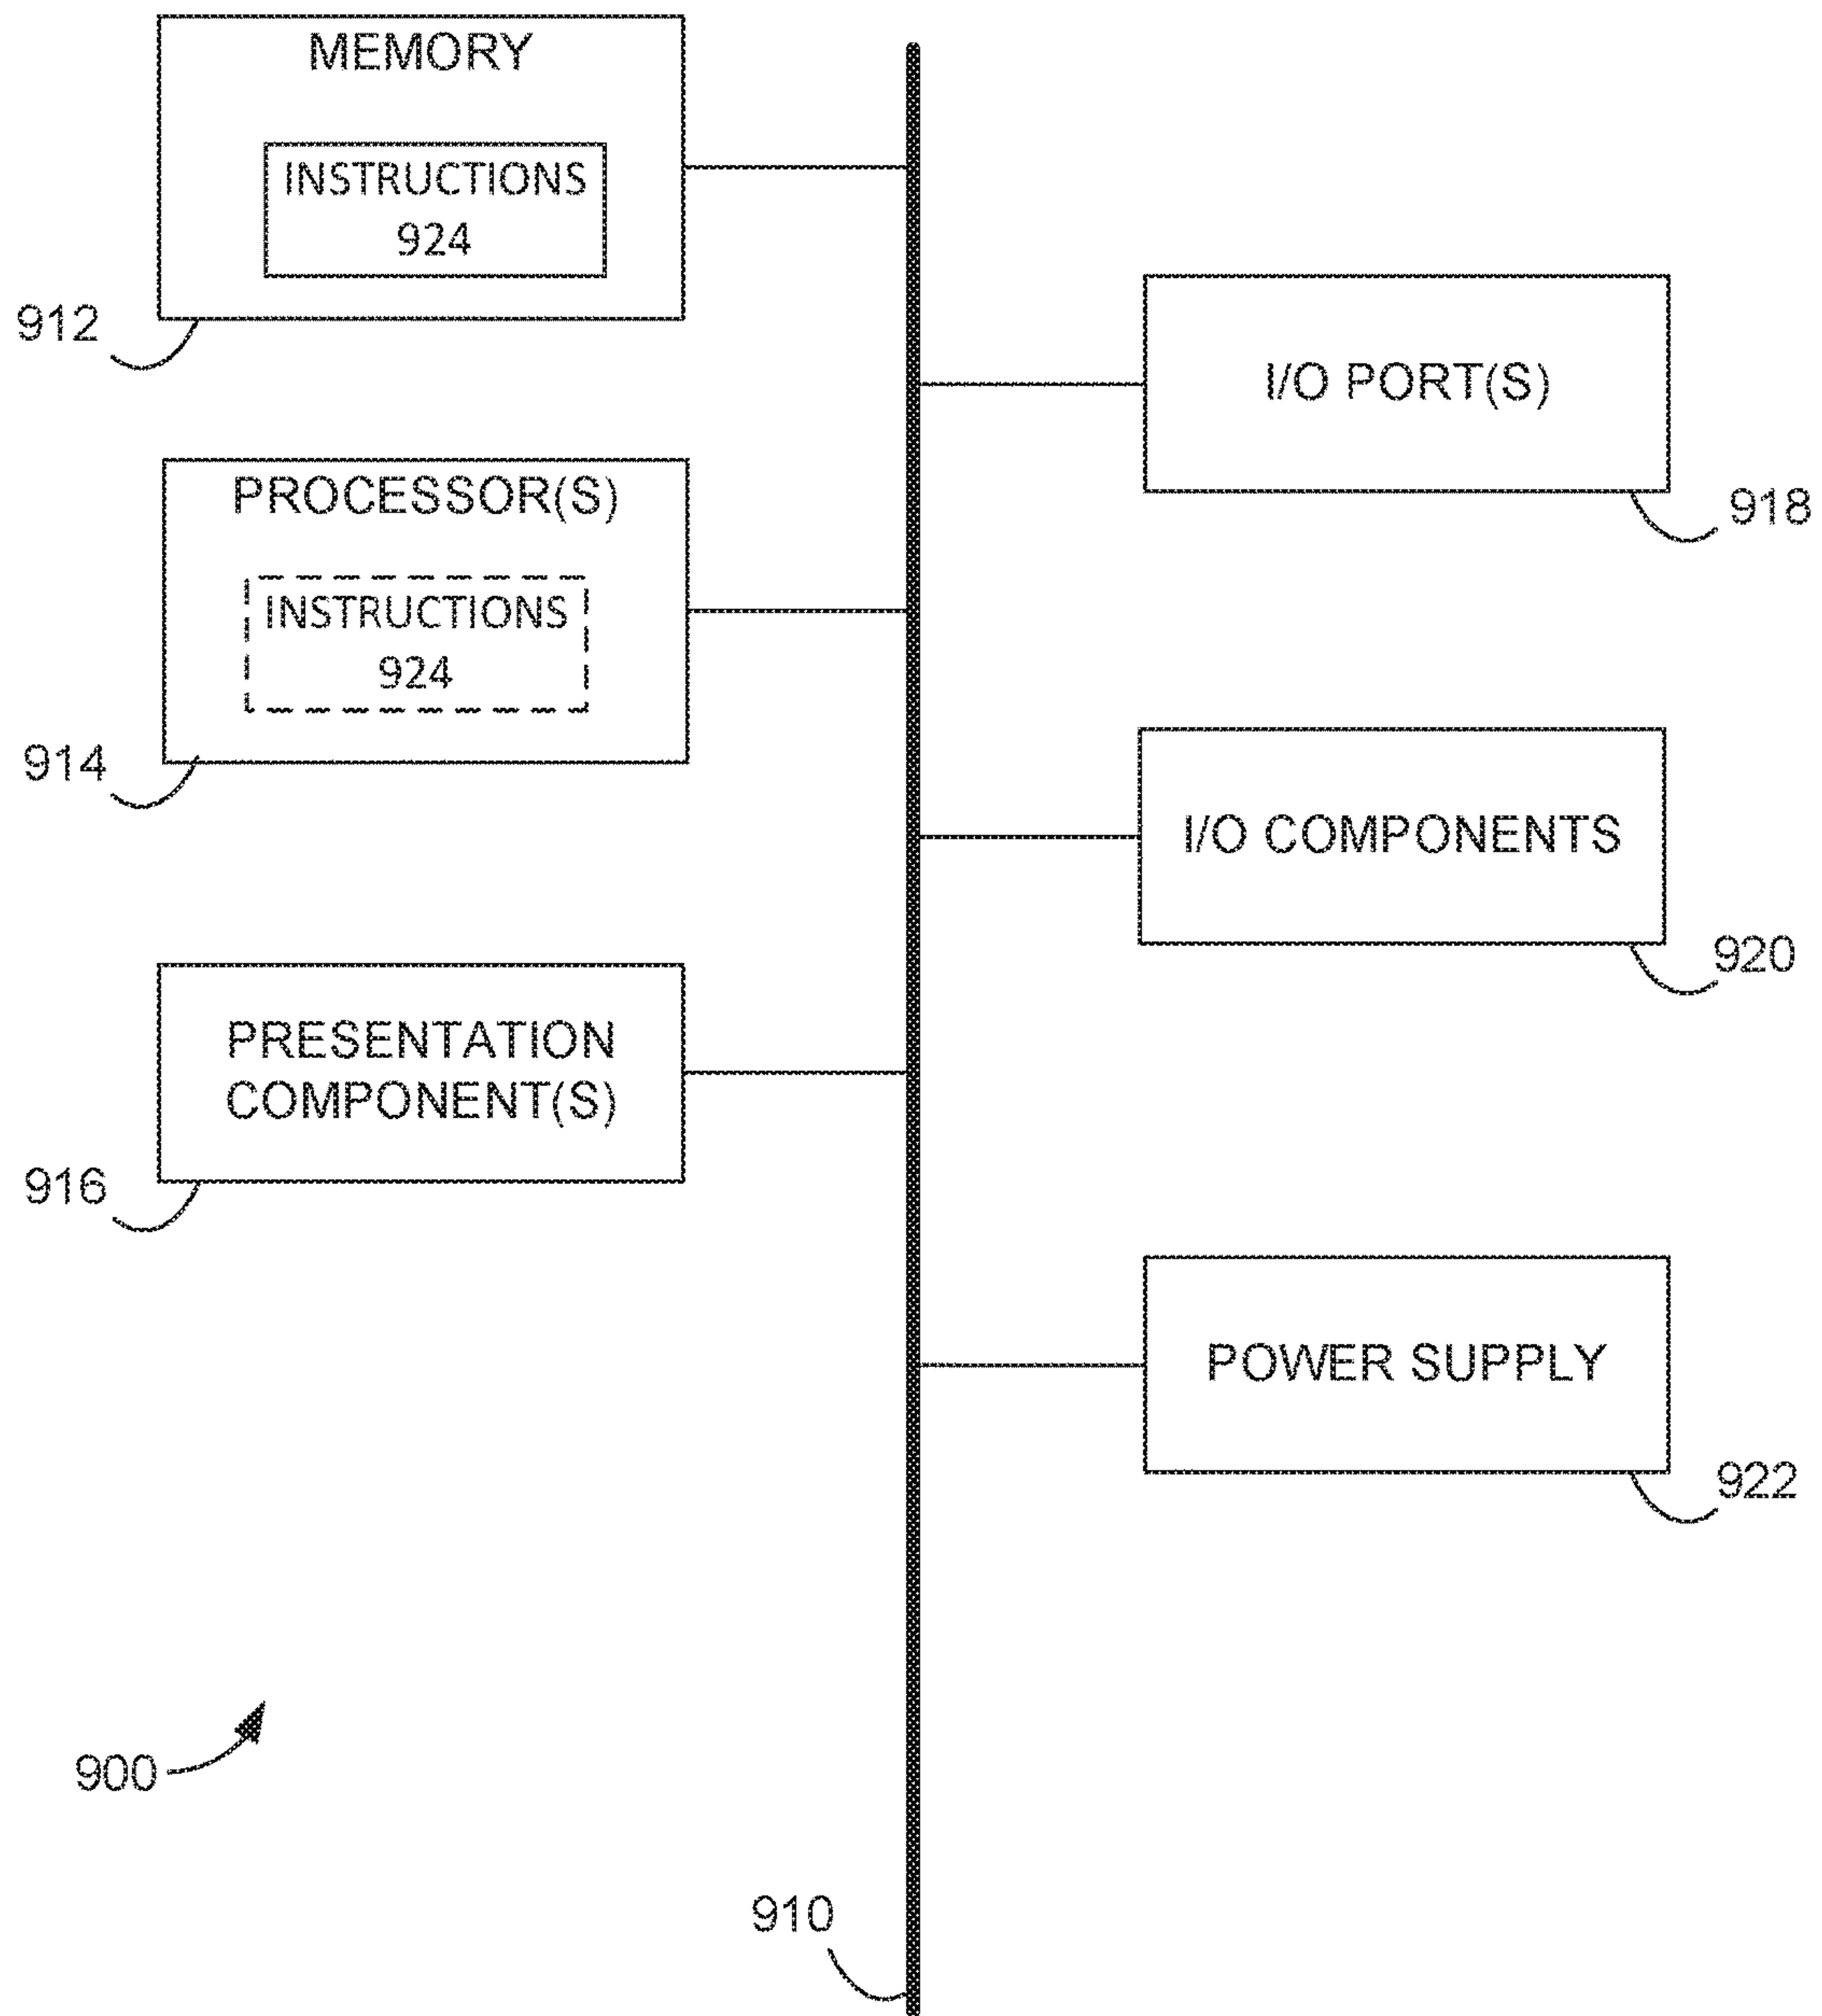 MEMORY
INSTRUCTIONS
924
912
I/O PORT(S)
918
PROCESSOR(S)
INSTRUCTIONS
924
914
I/O COMPONENTS
920
PRESENTATION
COMPONENT(S)
916
POWER SUPPLY
922
900
910